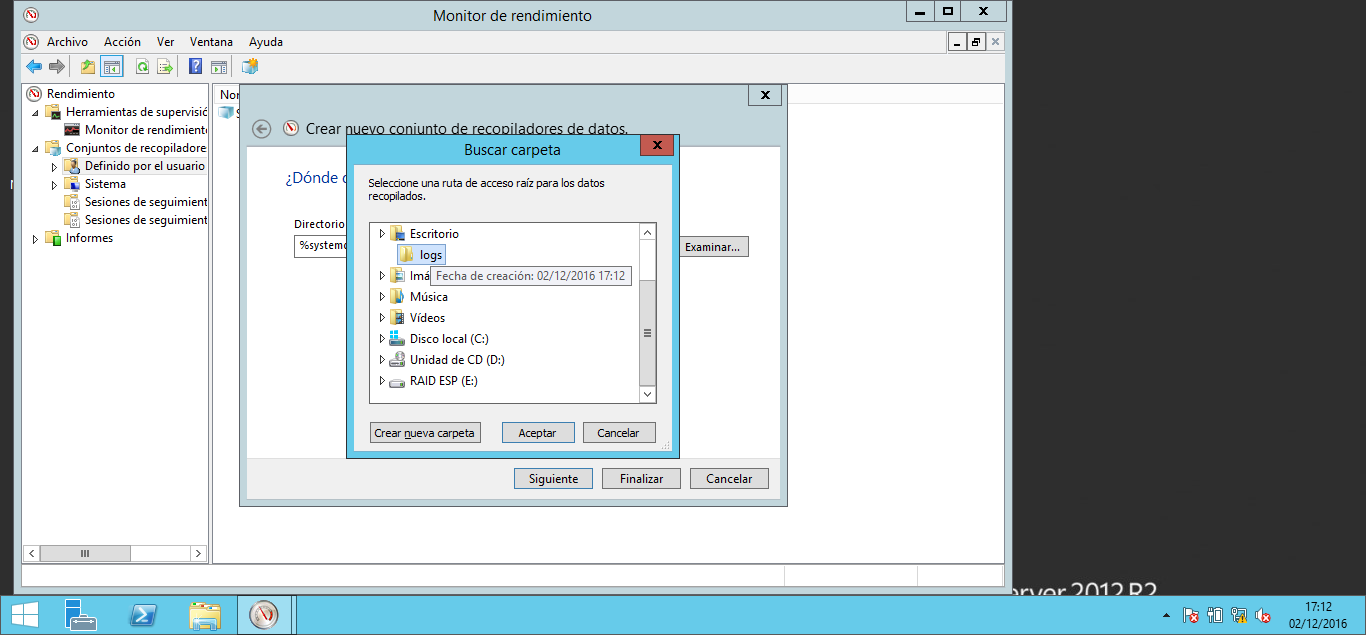 Monitor de rendimiento
Archivo Acción Ver Ventana Ayuda
Rendimiento
Herramientas de supervisió
Monitor de rendimient
Conjuntos de recopiladore
Definido por el usuario
Sistema
Sesiones de seguimient
Sesiones de seguimient
Informes
Nor
Crear nuevo conjunto de recopiladores de datos.
¿Dónde
Directorio
%system
Examinar...
Siguiente
Finalizar
Cancelar
Buscar carpeta
Seleccione una ruta de acceso raíz para los datos
recopilados.
Escritorio
logs
Imá
Fecha de creación: 02/12/2016 17:12
Música
Vídeos
Disco local (C:)
Unidad de CD (D:)
RAID ESP (E:)
Crear nueva carpeta
Aceptar
Cancelar
rver 2012 R2
17:12
02/12/2016